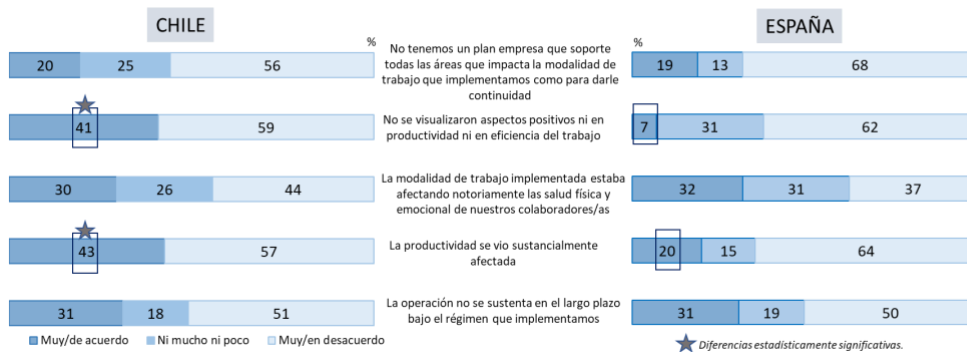 CHILE
ESPAÑA
%
%
20 25 56
No tenemos un plan empresa que soporte
todas las áreas que impacta la modalidad de
trabajo que implementamos como para darle
continuidad
19 13 68
41 59
No se visualizaron aspectos positivos ni en
productividad ni en eficiencia del trabajo
7 31 62
30 26 44
La modalidad de trabajo implementada estaba
afectando notoriamente las salud física y
emocional de nuestros colaboradores/as
32 31 37
43 57
La productividad se vio sustancialmente
afectada
20 15 64
31 18 51
La operación no se sustenta en el largo plazo
bajo el régimen que implementamos
31 19 50
Muy/de acuerdo Ni mucho ni poco Muy/en desacuerdo
Diferencias estadísticamente significativas.